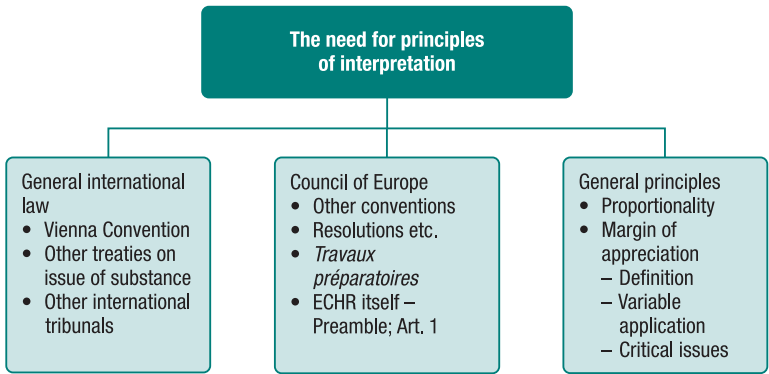 The need for principles
of interpretation
General international
law
• Vienna Convention
• Other treaties on
issue of substance
• Other international
tribunals
Council of Europe
• Other conventions
• Resolutions etc.
• Travaux
préparatoires
• ECHR itself –
Preamble; Art. 1
General principles
• Proportionality
• Margin of
appreciation
– Definition
– Variable
application
– Critical issues